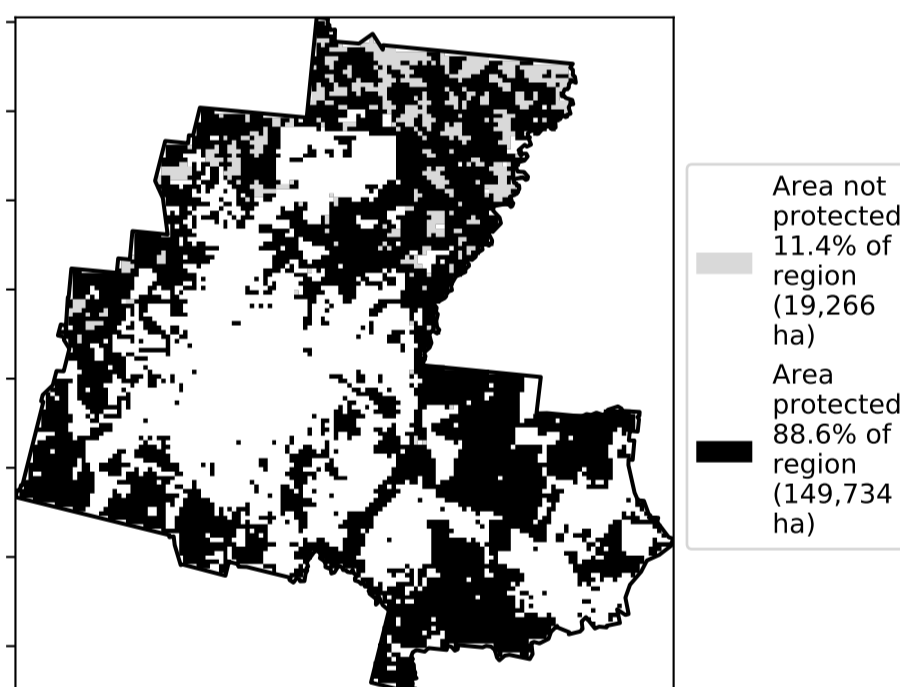 Area not
protected
11.4% of
region
(19,266
ha)
Area
protected
88.6% of
region
(149,734
ha)